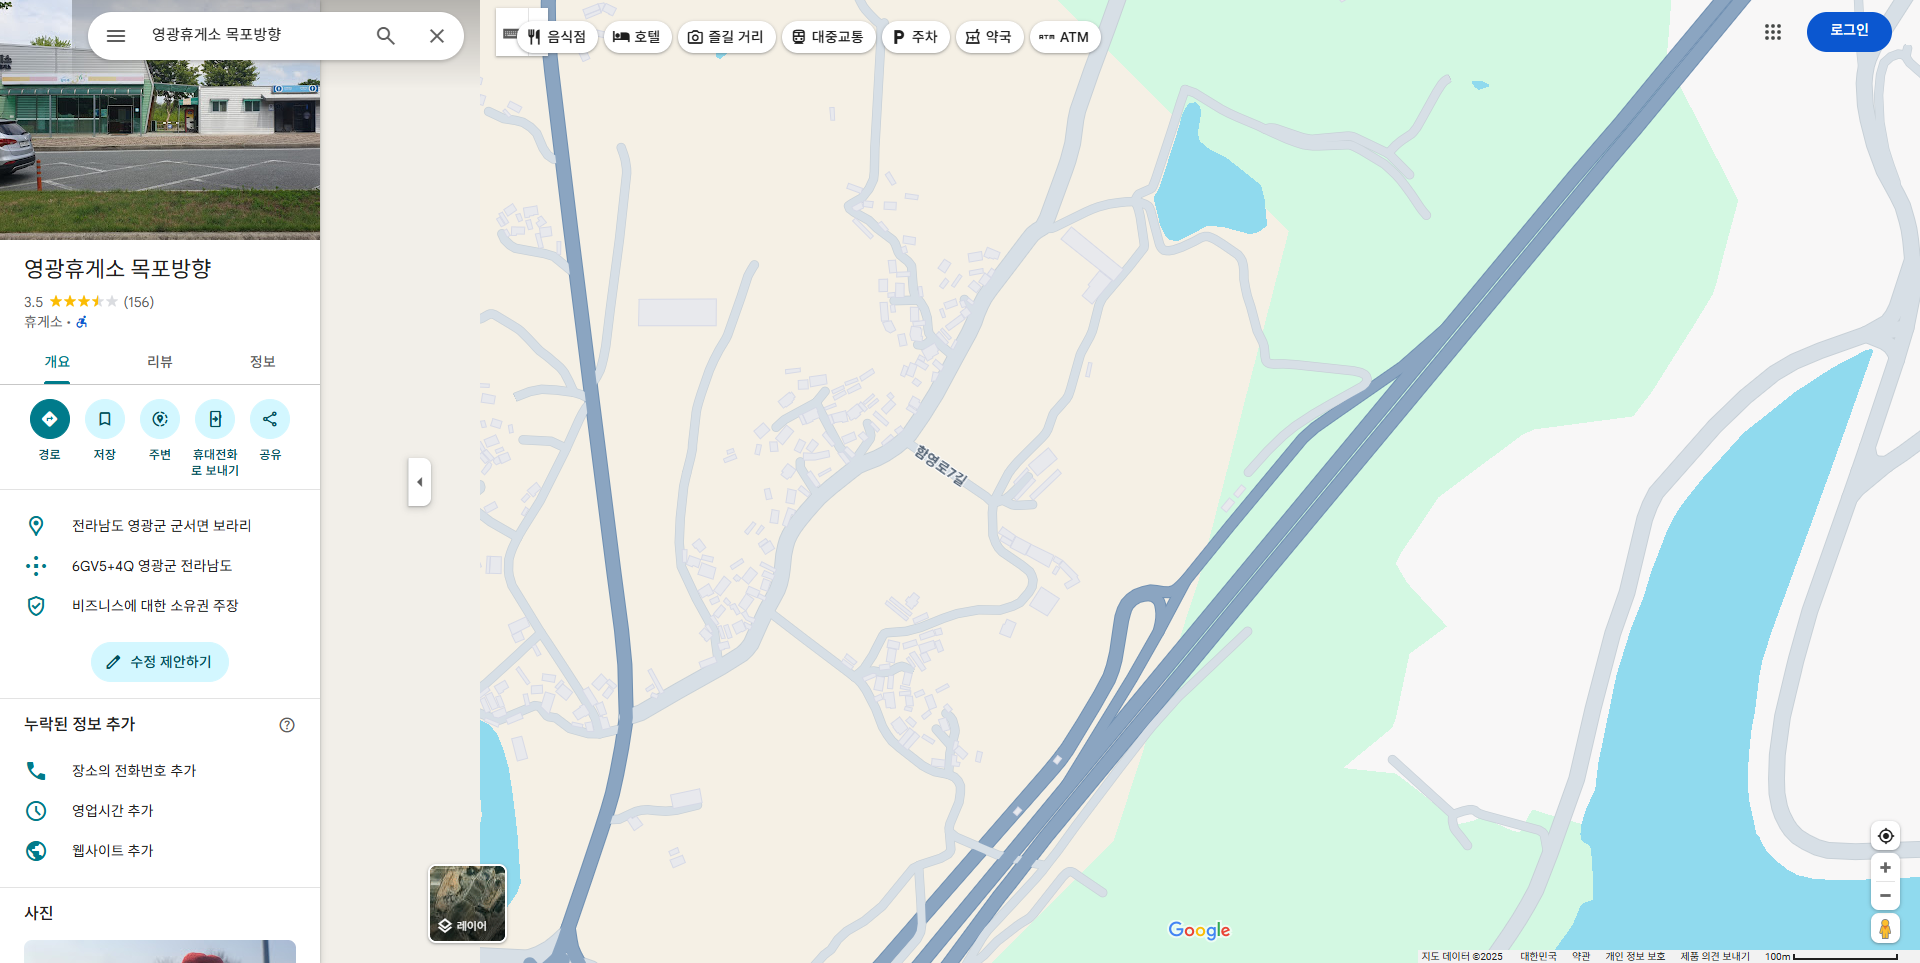 영광휴게소 목포방향
음식점
호텔
즐길 거리
대중교통
주차
약국
ATM ATM
로그인
영광휴게소 목포방향
3.5 (156)
휴게소 ·
개요
리뷰
정보
경로
저장
주변
휴대전화
로 보내기
공유
전라남도 영광군 군서면 보라리
6GV5+4Q 영광군 전라남도
비즈니스에 대한 소유권 주장
수정 제안하기
누락된 정보 추가
장소의 전화번호 추가
영업시간 추가
웹사이트 추가
사진
함영로7길
레이어
Google
지도 데이터 ©2025 대한민국 약관 개인 정보 보호 제품 의견 보내기 100m